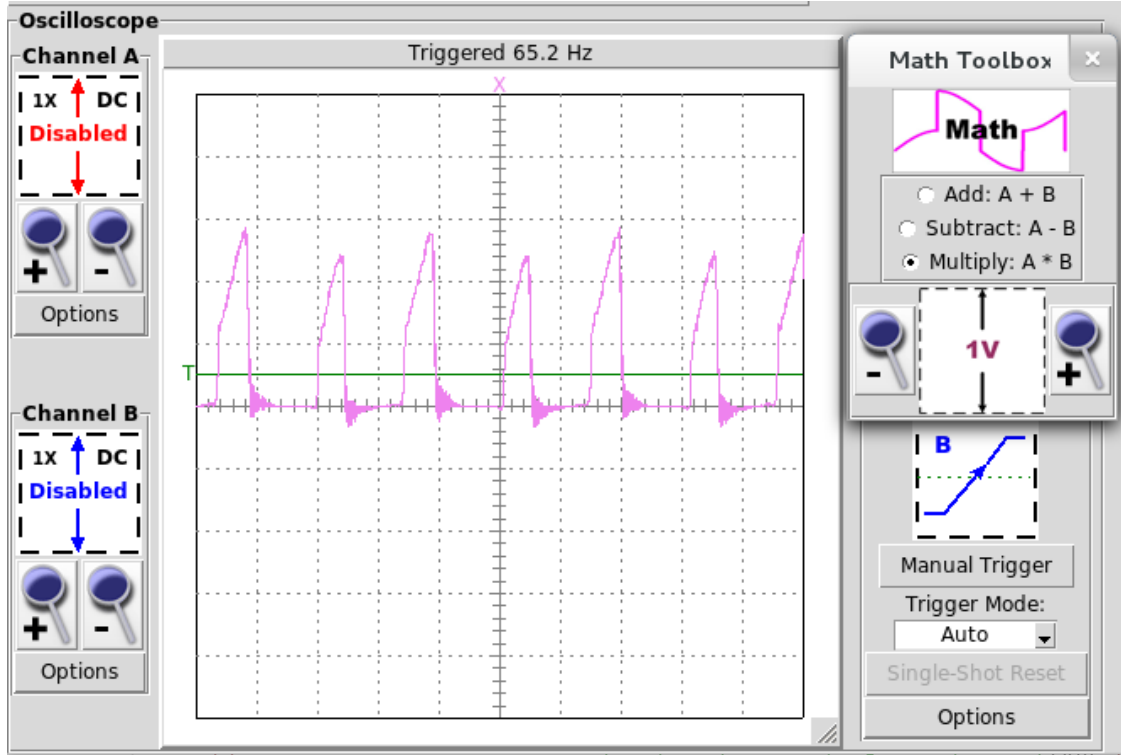 Oscilloscope
Channel A
1X DC
Disabled
+ -
Options
Channel B
1X DC
Disabled
+ -
Options
Triggered 65.2 Hz
X
T
Math Toolbox ×
Math
Add: A + B
Subtract: A - B
Multiply: A * B
- 1V +
B
Manual Trigger
Trigger Mode:
Auto
Single-Shot Reset
Options